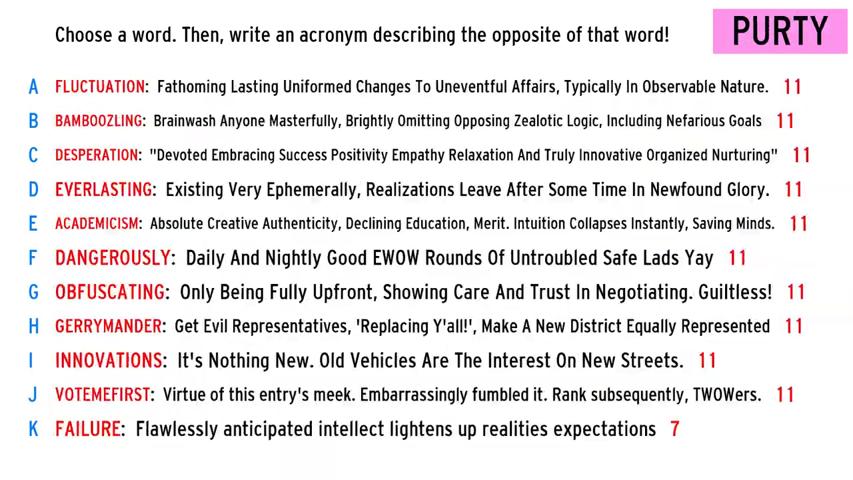 Choose a word. Then, write an acronym describing the opposite of that word!
PURTY
A FLUCTUATION: Fathoming Lasting Uniformed Changes To Uneventful Affairs, Typically In Observable Nature. 11
B BAMBOOZLING: Brainwash Anyone Masterfully, Brightly Omitting Opposing Zealotic Logic, Including Nefarious Goals 11
C DESPERATION: "Devoted Embracing Success Positivity Empathy Relaxation And Truly Innovative Organized Nurturing" 11
D EVERLASTING: Existing Very Ephemerally, Realizations Leave After Some Time In Newfound Glory. 11
E ACADEMICISM: Absolute Creative Authenticity, Declining Education, Merit. Intuition Collapses Instantly, Saving Minds. 11
F DANGEROUSLY: Daily And Nightly Good EWOW Rounds Of Untroubled Safe Lads Yay 11
G OBFUSCATING: Only Being Fully Upfront, Showing Care And Trust In Negotiating. Guiltless! 11
H GERRYMANDER: Get Evil Representatives, 'Replacing Y'all!', Make A New District Equally Represented 11
I INNOVATIONS: It's Nothing New. Old Vehicles Are The Interest On New Streets. 11
J VOTEMEFIRST: Virtue of this entry's meek. Embarrassingly fumbled it. Rank subsequently, TWOWers. 11
K FAILURE: Flawlessly anticipated intellect lightens up realities expectations 7